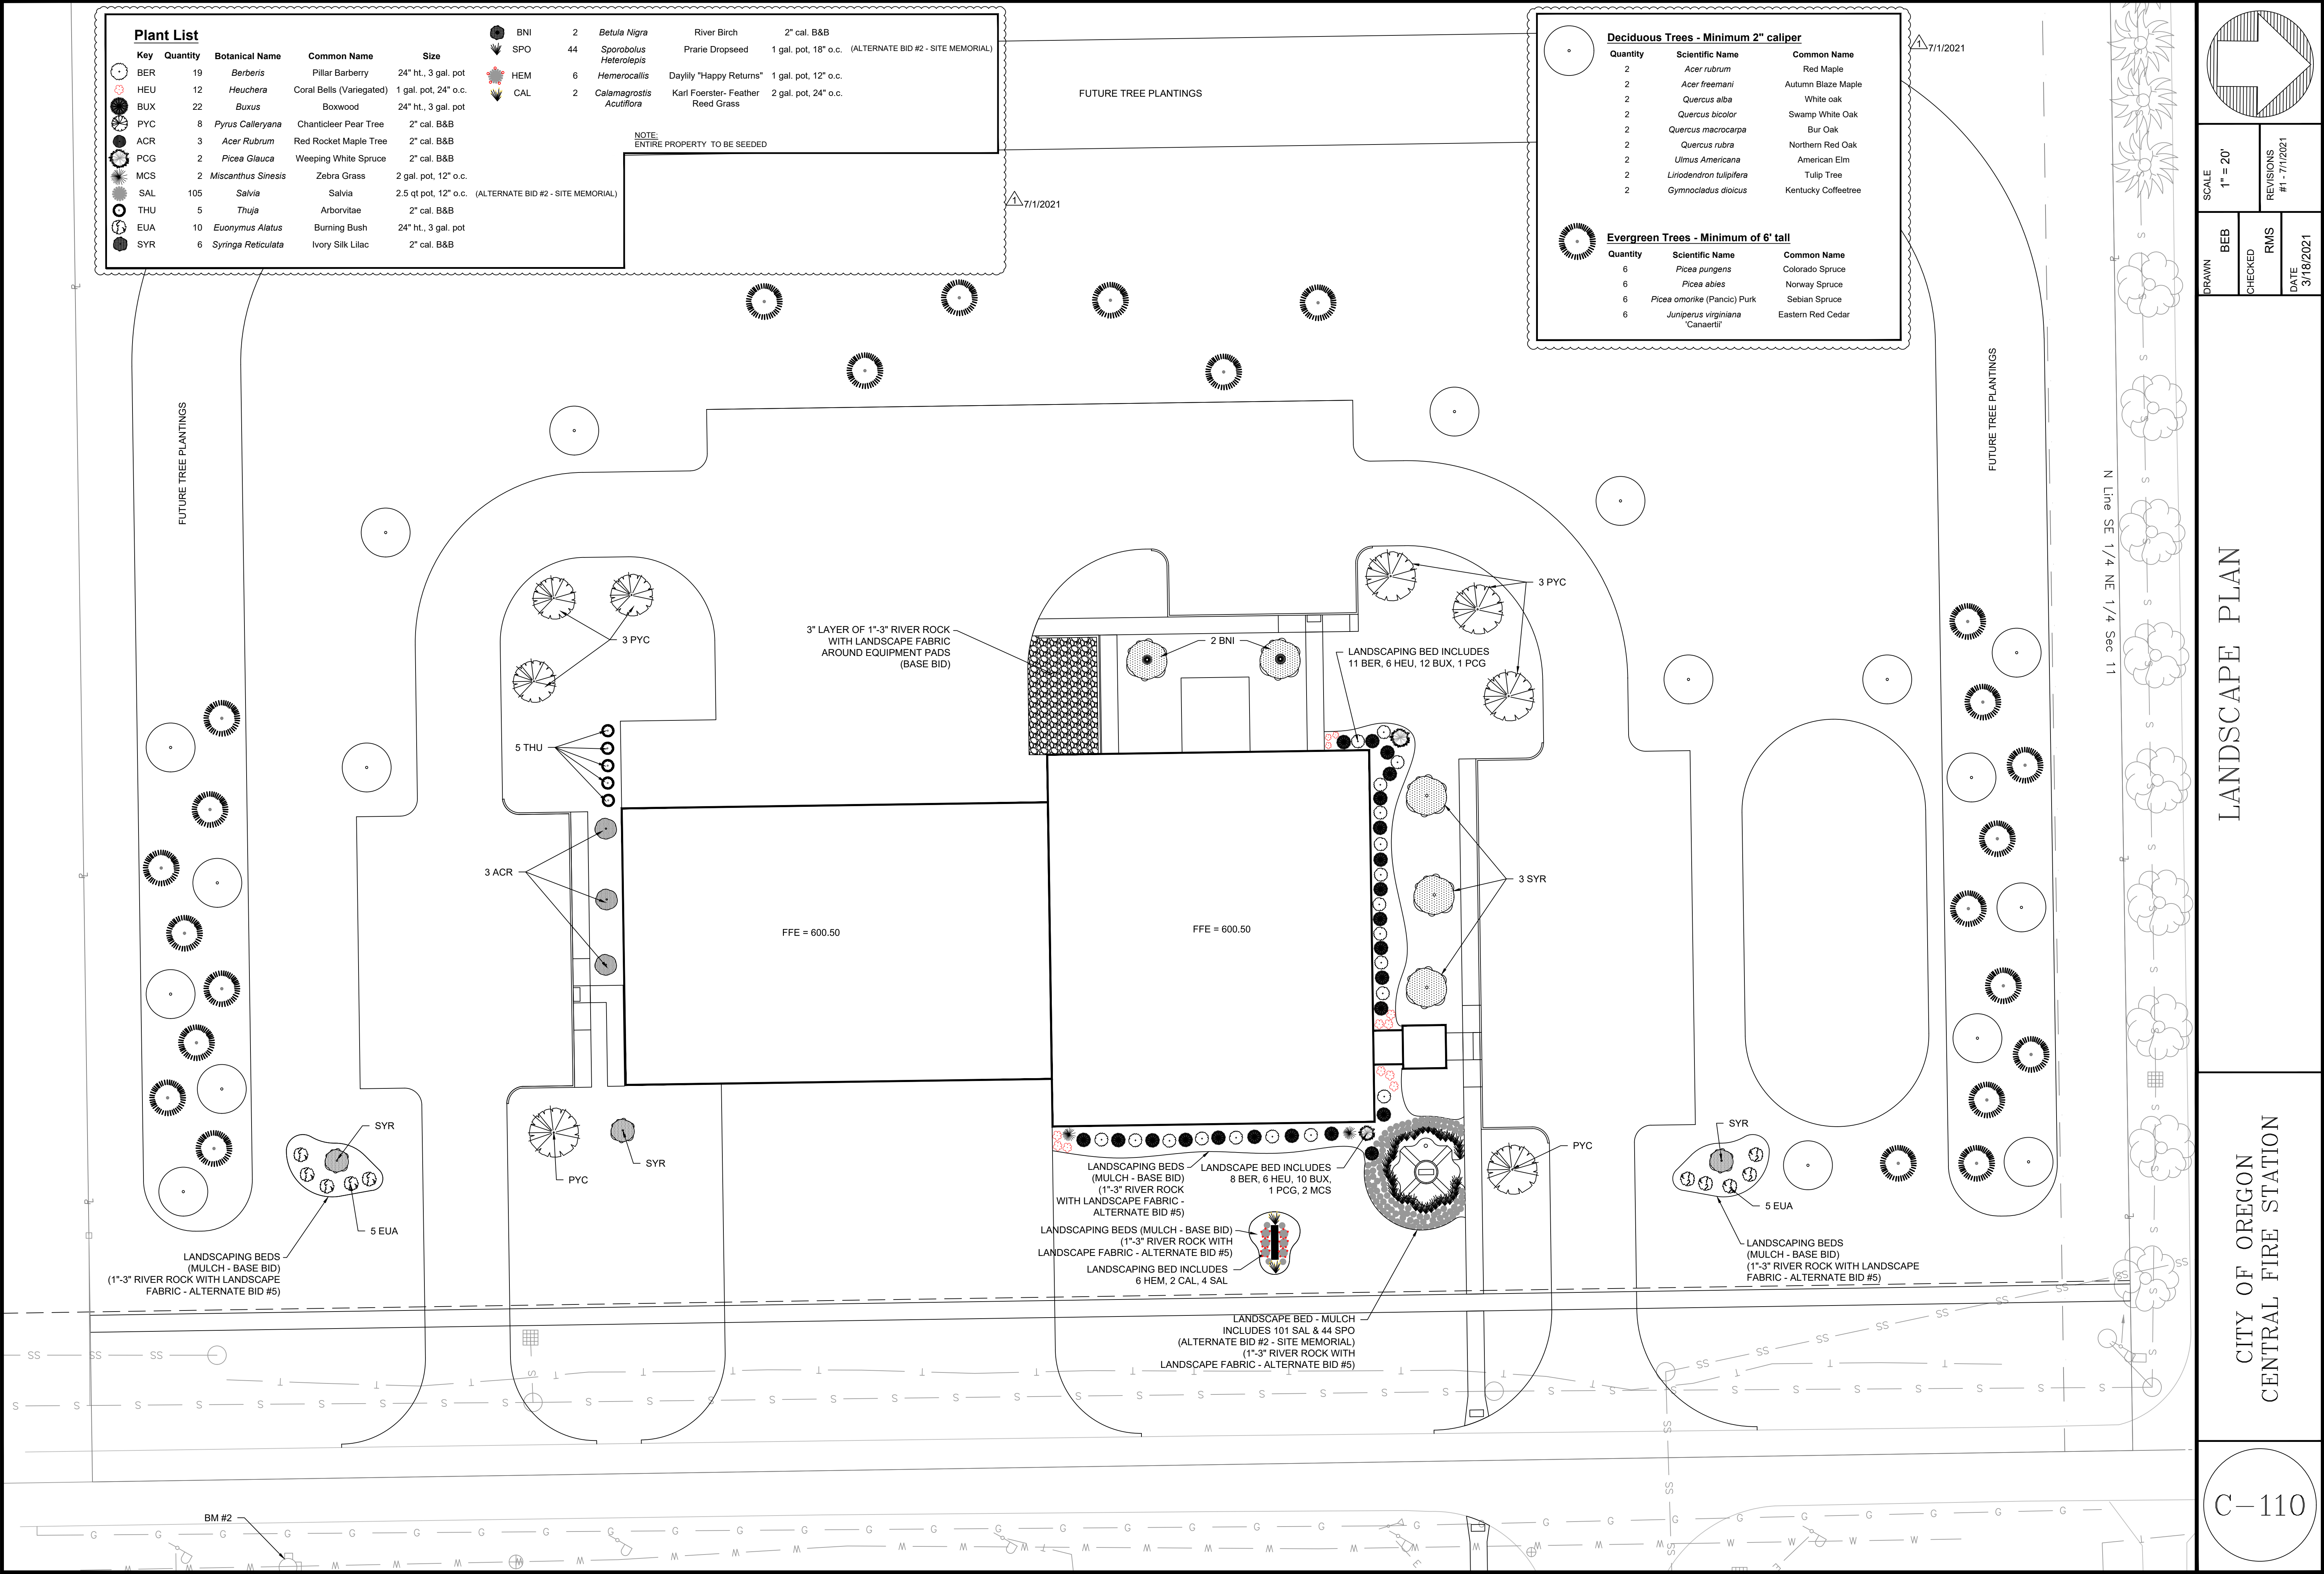 Plant List
Key Quantity Botanical Name Common Name Size
BER 19 Berberis Pillar Barberry 24" ht., 3 gal. pot
HEU 12 Heuchera Coral Bells (Variegated) 1 gal. pot, 24" o.c.
BUX 22 Buxus Boxwood 24" ht., 3 gal. pot
PYC 8 Pyrus Calleryana Chanticleer Pear Tree 2" cal. B&B
ACR 3 Acer Rubrum Red Rocket Maple Tree 2" cal. B&B
PCG 2 Picea Glauca Weeping White Spruce 2" cal. B&B
MCS 2 Miscanthus Sinesis Zebra Grass 2 gal. pot, 12" o.c.
SAL 105 Salvia Salvia 2.5 qt pot, 12" o.c. (ALTERNATE BID #2 - SITE MEMORIAL)
THU 5 Thuja Arborvitae 2" cal. B&B
EUA 10 Euonymus Alatus Burning Bush 24" ht., 3 gal. pot
SYR 6 Syringa Reticulata Ivory Silk Lilac 2" cal. B&B
BNI 2 Betula Nigra River Birch 2" cal. B&B
SPO 44 Sporobolus Prarie Dropseed 1 gal. pot, 18" o.c. (ALTERNATE BID #2 - SITE MEMORIAL)
Heterolepis
HEM 6 Hemerocallis Daylily "Happy Returns" 1 gal. pot, 12" o.c.
CAL 2 Calamagrostis Karl Foerster- Feather 2 gal. pot, 24" o.c.
Acutiflora Reed Grass
NOTE:
ENTIRE PROPERTY TO BE SEEDED
1 7/1/2021
FUTURE TREE PLANTINGS
Deciduous Trees - Minimum 2" caliper
Quantity Scientific Name Common Name
2 Acer rubrum Red Maple
2 Acer freemani Autumn Blaze Maple
2 Quercus alba White oak
2 Quercus bicolor Swamp White Oak
2 Quercus macrocarpa Bur Oak
2 Quercus rubra Northern Red Oak
2 Ulmus Americana American Elm
2 Liriodendron tulipifera Tulip Tree
2 Gymnocladus dioicus Kentucky Coffeetree
Evergreen Trees - Minimum of 6' tall
Quantity Scientific Name Common Name
6 Picea pungens Colorado Spruce
6 Picea abies Norway Spruce
6 Picea omorike (Pancic) Purk Sebian Spruce
6 Juniperus virginiana Eastern Red Cedar
'Canaertii'
1 7/1/2021
FUTURE TREE PLANTINGS
FUTURE TREE PLANTINGS
N Line SE 1/4 NE 1/4 Sec 11
3 PYC
3" LAYER OF 1"-3" RIVER ROCK
WITH LANDSCAPE FABRIC
AROUND EQUIPMENT PADS
(BASE BID)
2 BNI
3 PYC
LANDSCAPING BED INCLUDES
11 BER, 6 HEU, 12 BUX, 1 PCG
5 THU
3 ACR
3 SYR
FFE = 600.50
FFE = 600.50
SYR
5 EUA
LANDSCAPING BEDS
(MULCH - BASE BID)
(1"-3" RIVER ROCK WITH LANDSCAPE
FABRIC - ALTERNATE BID #5)
PYC
SYR
LANDSCAPING BEDS
(MULCH - BASE BID)
(1"-3" RIVER ROCK
WITH LANDSCAPE FABRIC -
ALTERNATE BID #5)
LANDSCAPE BED INCLUDES
8 BER, 6 HEU, 10 BUX,
1 PCG, 2 MCS
LANDSCAPING BEDS (MULCH - BASE BID)
(1"-3" RIVER ROCK WITH
LANDSCAPE FABRIC - ALTERNATE BID #5)
LANDSCAPING BED INCLUDES
6 HEM, 2 CAL, 4 SAL
LANDSCAPE BED - MULCH
INCLUDES 101 SAL & 44 SPO
(ALTERNATE BID #2 - SITE MEMORIAL)
(1"-3" RIVER ROCK WITH
LANDSCAPE FABRIC - ALTERNATE BID #5)
PYC
SYR
5 EUA
LANDSCAPING BEDS
(MULCH - BASE BID)
(1"-3" RIVER ROCK WITH LANDSCAPE
FABRIC - ALTERNATE BID #5)
BM #2
SCALE
1" = 20'
REVISIONS
#1 - 7/1/2021
DRAWN
BEB
CHECKED
RMS
DATE
3/18/2021
LANDSCAPE PLAN
CITY OF OREGON
CENTRAL FIRE STATION
C-110